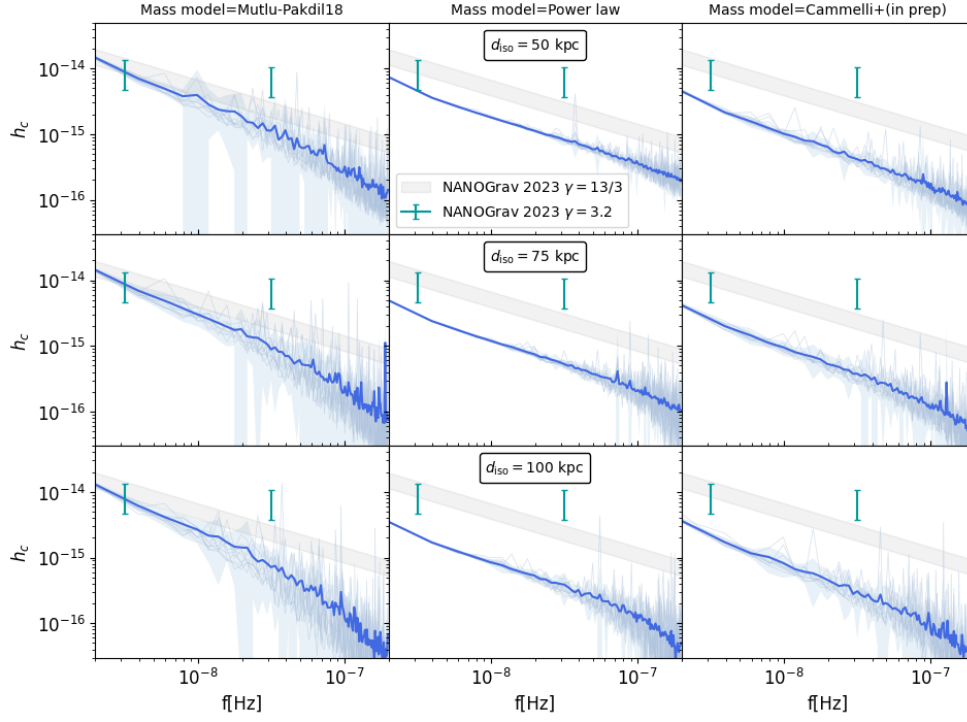 Mass model=Mutlu-Pakdil18 Mass model=Power law Mass model=Cammelli+(in prep)
d_iso = 50 kpc
10^-14
10^-15
10^-16
h_c
NANOGrav 2023 γ = 13/3
NANOGrav 2023 γ = 3.2
d_iso = 75 kpc
10^-14
10^-15
10^-16
h_c
d_iso = 100 kpc
10^-14
10^-15
10^-16
h_c
10^-8 10^-7 10^-8 10^-7 10^-8 10^-7
f[Hz] f[Hz] f[Hz]